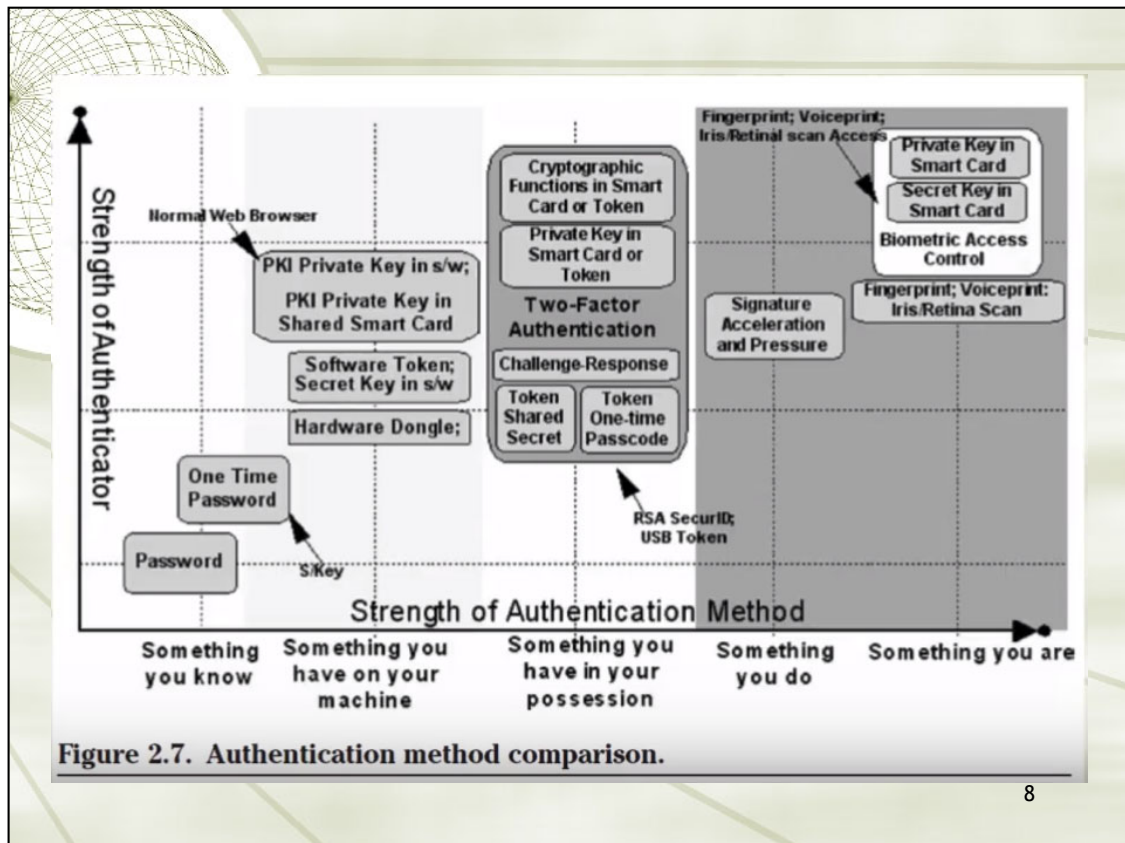 Strength of Authenticator
Normal Web Browser
PKI Private Key in s/w;
PKI Private Key in
Shared Smart Card
Software Token;
Secret Key in s/w
Hardware Dongle;
One Time
Password
S/Key
Password
Cryptographic
Functions in Smart
Card or Token
Private Key in
Smart Card or
Token
Two-Factor
Authentication
Challenge-Response
Token
Shared
Secret
Token
One-time
Passcode
RSA SecurID;
USB Token
Fingerprint; Voiceprint;
Iris/Retinal scan Access
Private Key in
Smart Card
Secret Key in
Smart Card
Biometric Access
Control
Signature
Acceleration
and Pressure
Fingerprint; Voiceprint:
Iris/Retina Scan
Strength of Authentication Method
Something
you know
Something you
have on your
machine
Something you
have in your
possession
Something
you do
Something you are
Figure 2.7. Authentication method comparison.
8